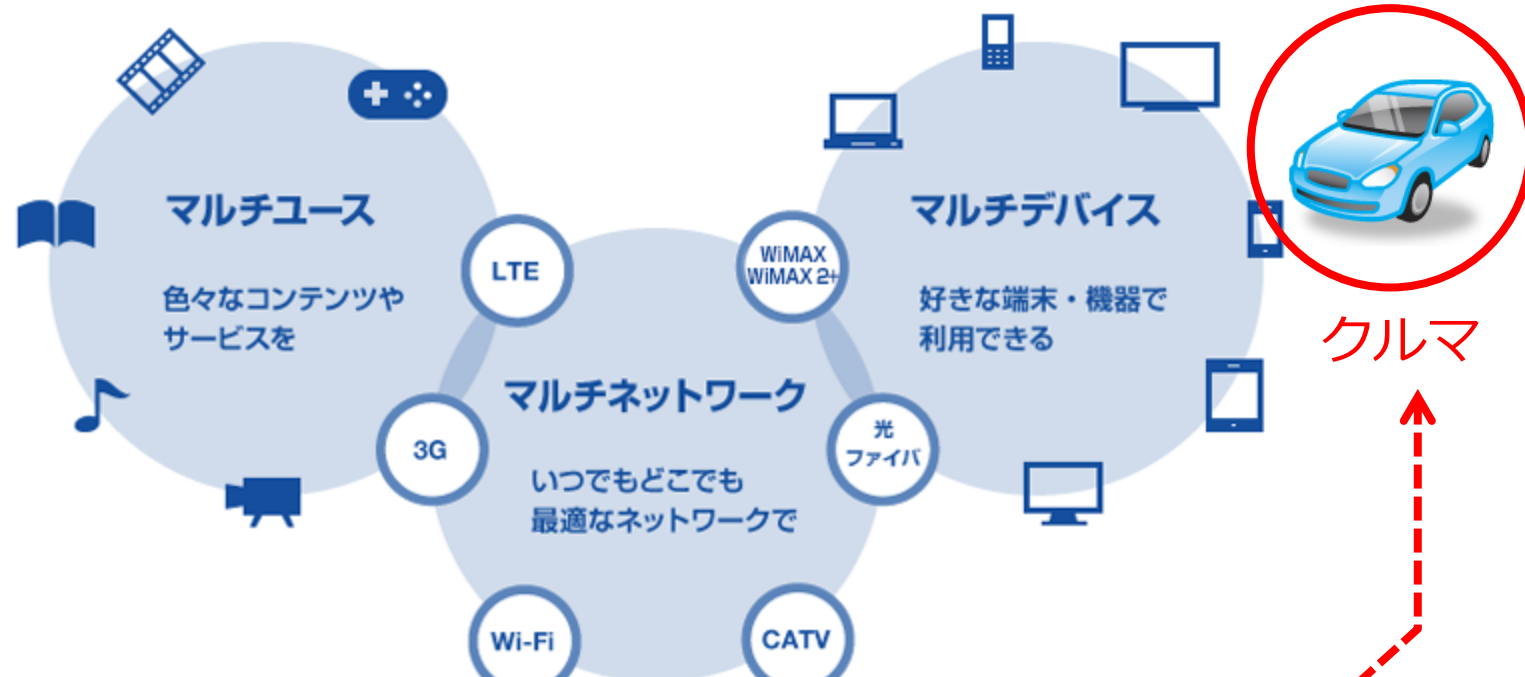 マルチユース
色々なコンテンツや
サービスを
LTE
3G
マルチネットワーク
いつでもどこでも
最適なネットワークで
Wi-Fi
CATV
WiMAX
WiMAX 2+
光
ファイバ
マルチデバイス
好きな端末・機器で
利用できる
クルマ